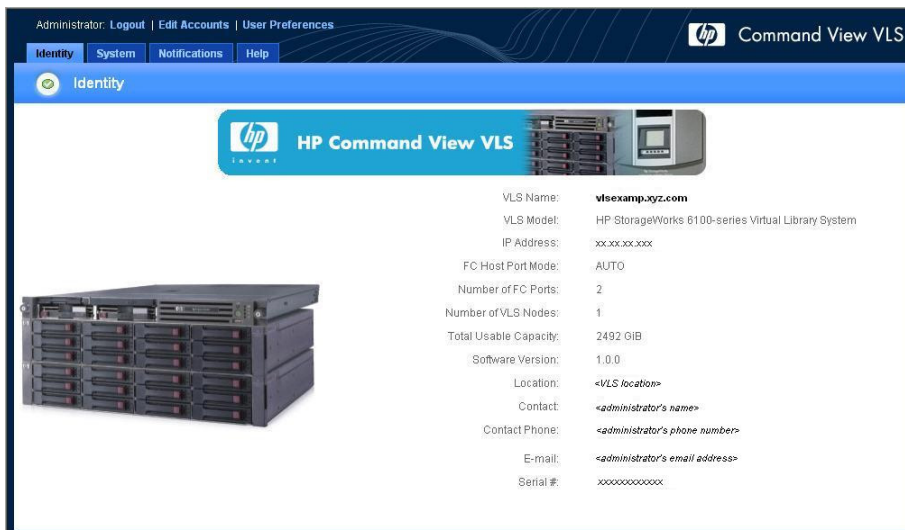 Administrator: Logout | Edit Accounts | User Preferences
hp Command View VLS
Identity System Notifications Help
Identity
hp invent HP Command View VLS
VLS Name: vlsexamp.xyz.com
VLS Model: HP StorageWorks 6100-series Virtual Library System
IP Address: xx.xx.xx.xxx
FC Host Port Mode: AUTO
Number of FC Ports: 2
Number of VLS Nodes: 1
Total Usable Capacity: 2492 GiB
Software Version: 1.0.0
Location: <VLS location>
Contact: <administrator's name>
Contact Phone: <administrator's phone number>
E-mail: <administrator's email address>
Serial #: xxxxxxxxxxxx